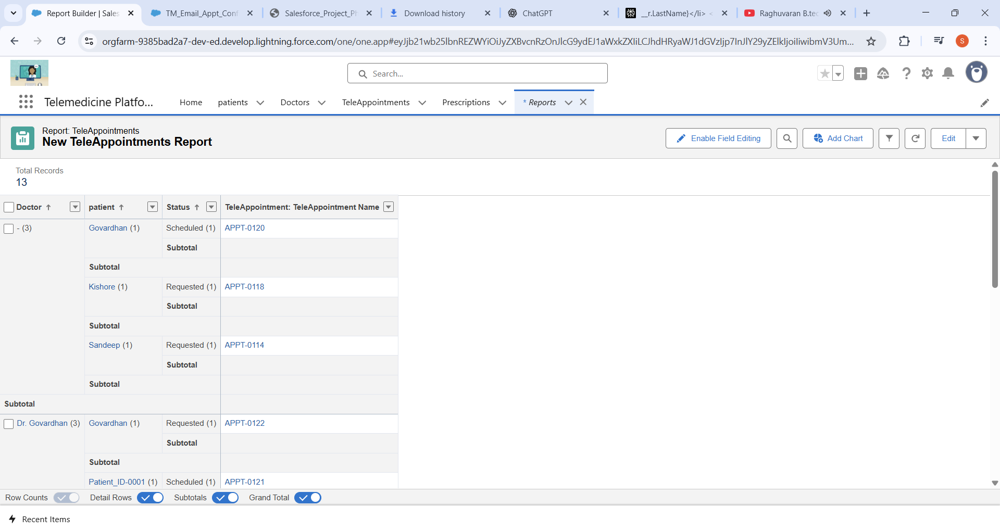 Report Builder | Sales
TM_Email_Appt_Conf
Salesforce_Project_Ph
Download history
ChatGPT
__r.LastName}</li> <
Raghuvaran B.tec
orgfarm-9385bad2a7-dev-ed.develop.lightning.force.com/one/one.app#eyJjb21wb25lbnREZWYiOiJyZXBvcnRzOnJlcG9ydEJ1aWxkZXIiLCJhdHRyaWJ1dGVzIjp7InJlY29yZElkIjoiIiwibmV3Um...
S
Search...
Telemedicine Platfo...
Home
patients
Doctors
TeleAppointments
Prescriptions
* Reports
Report: TeleAppointments
New TeleAppointments Report
Enable Field Editing
Add Chart
Edit
Total Records
13
Doctor ↑ patient ↑ Status ↑ TeleAppointment: TeleAppointment Name
- (3) Govardhan (1) Scheduled (1) APPT-0120
Subtotal
Subtotal
Kishore (1) Requested (1) APPT-0118
Subtotal
Subtotal
Sandeep (1) Requested (1) APPT-0114
Subtotal
Subtotal
Subtotal
Dr. Govardhan (3) Govardhan (1) Requested (1) APPT-0122
Subtotal
Subtotal
Patient_ID-0001 (1) Scheduled (1) APPT-0121
Row Counts Detail Rows Subtotals Grand Total
Recent Items